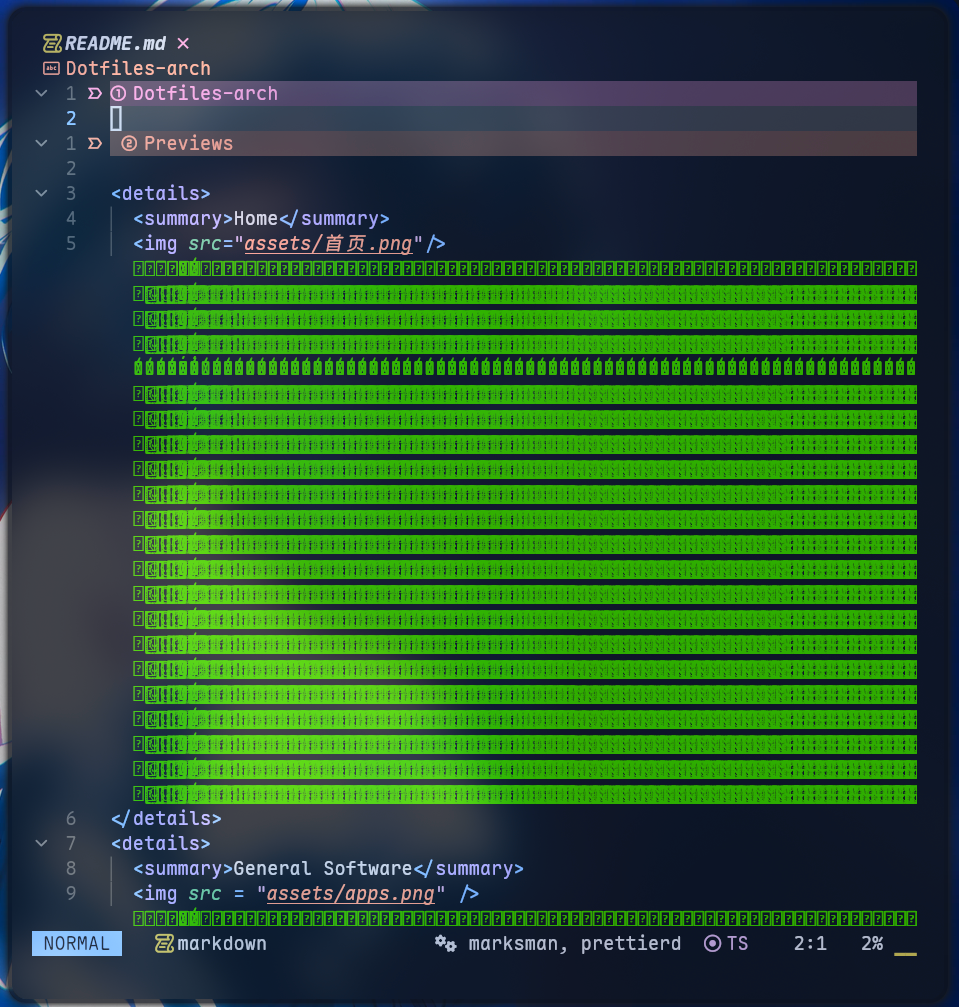 README.md ×
Dotfiles-arch
1 ① Dotfiles-arch
2
1 ② Previews
2
3 <details>
4 <summary>Home</summary>
5 <img src="assets/首页.png"/>
6 </details>
7 <details>
8 <summary>General Software</summary>
9 <img src = "assets/apps.png" />
NORMAL markdown marksman, prettierd TS 2:1 2%